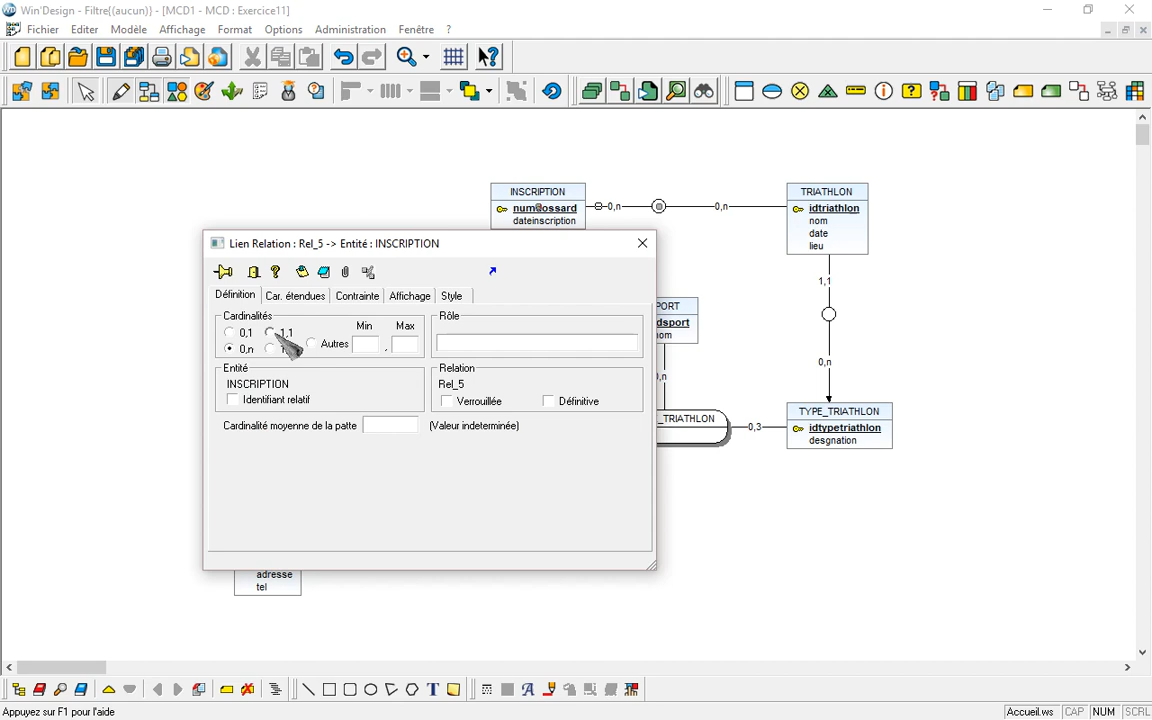 Win'Design - Filtre{(aucun)} - [MCD1 - MCD : Exercice11]
Fichier Editer Modèle Affichage Format Options Administration Fenêtre ?
INSCRIPTION
dateinscription
0,n
0,n
TRIATHLON
idtriathlon
nom
date
lieu
1,1
0,n
Lien Relation : Rel_5 -> Entité : INSCRIPTION
Définition Car. étendues Contrainte Affichage Style
Cardinalités
0,1 1,1
0,n
Autres
Min Max
,
Rôle
Entité
INSCRIPTION
Identifiant relatif
Relation
Rel_5
Verrouillée Définitive
Cardinalité moyenne de la patte (Valeur indeterminée)
PORT
dsport
nom
,n
_TRIATHLON
0,3
TYPE_TRIATHLON
idtypetriathlon
desgnation
adresse
tel
Appuyez sur F1 pour l'aide
Accueil.ws CAP NUM SCRL